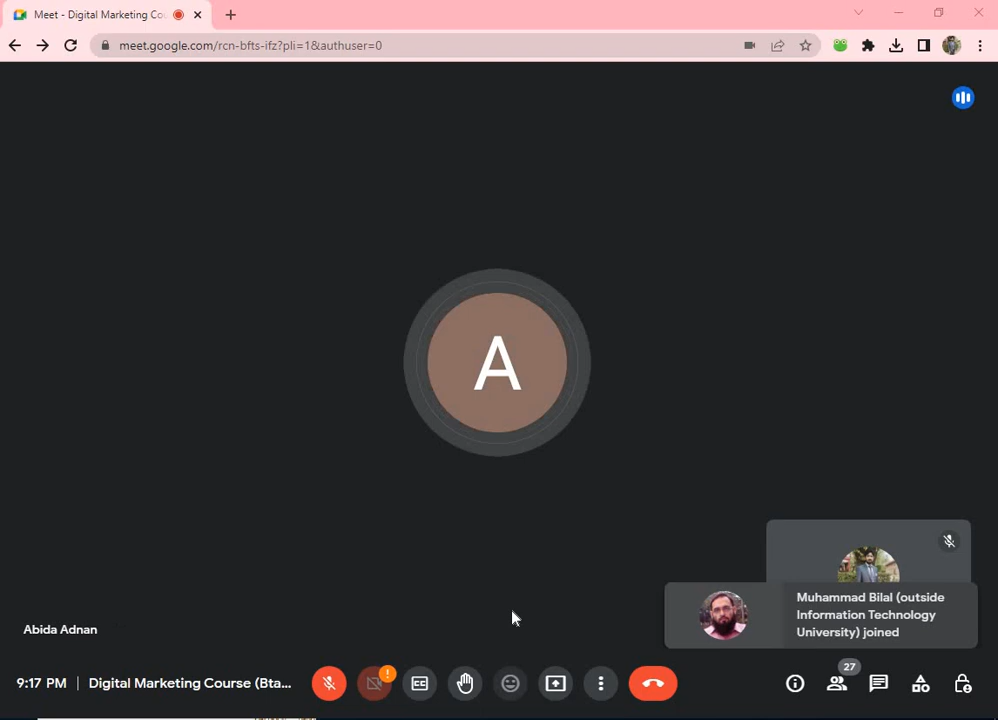 Meet - Digital Marketing Co
meet.google.com/rcn-bfts-ifz?pli=1&authuser=0
A
Muhammad Bilal (outside
Information Technology
University) joined
Abida Adnan
27
9:17 PM | Digital Marketing Course (Bta...
!
CC